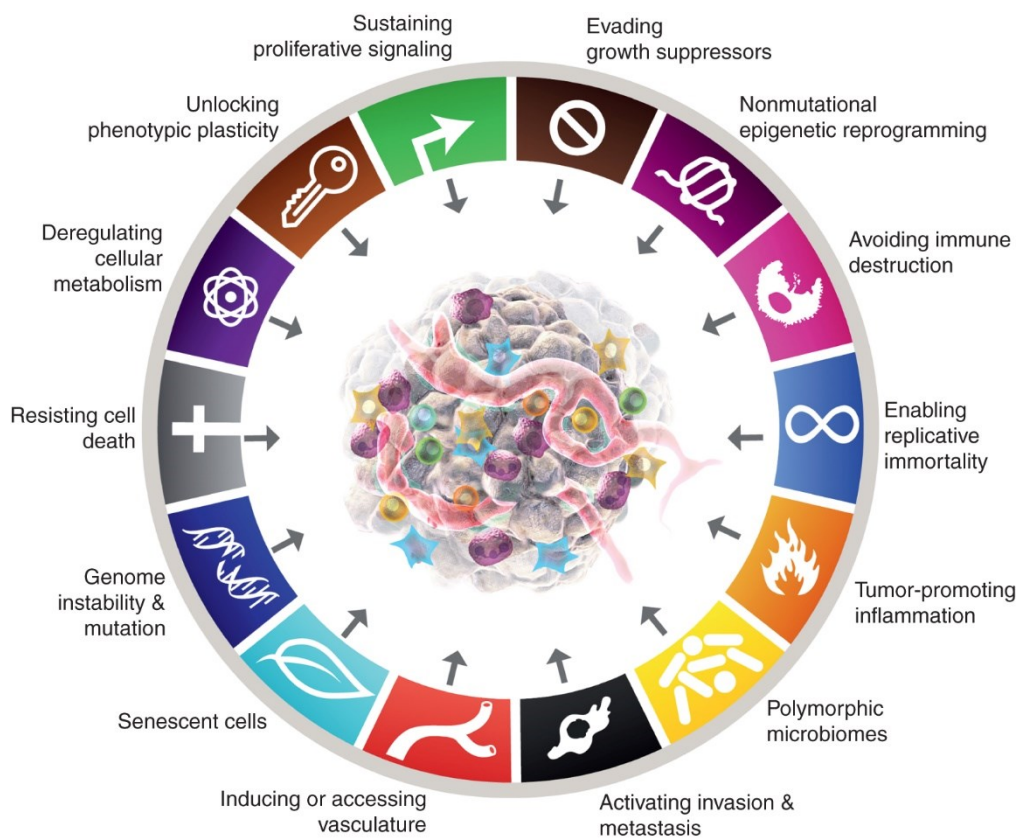 Sustaining
proliferative signaling
Evading
growth suppressors
Nonmutational
epigenetic reprogramming
Avoiding immune
destruction
Enabling
replicative
immortality
Tumor-promoting
inflammation
Polymorphic
microbiomes
Activating invasion &
metastasis
Inducing or accessing
vasculature
Senescent cells
Genome
instability &
mutation
Resisting cell
death
Deregulating
cellular
metabolism
Unlocking
phenotypic plasticity